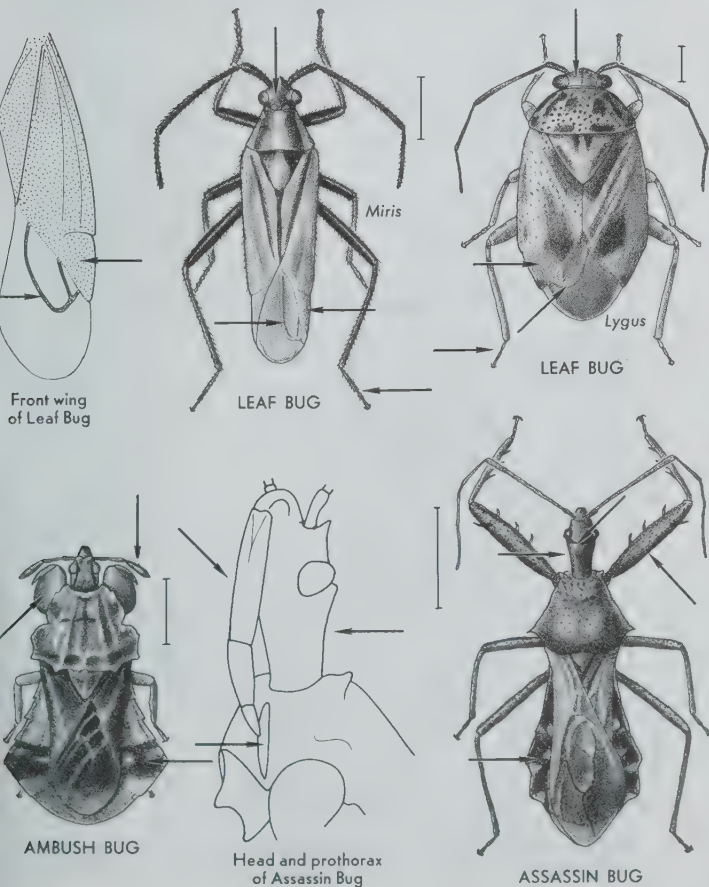 Miris
Lygus
Front wing
of Leaf Bug
LEAF BUG
LEAF BUG
AMBUSH BUG
Head and prothorax
of Assassin Bug
ASSASSIN BUG